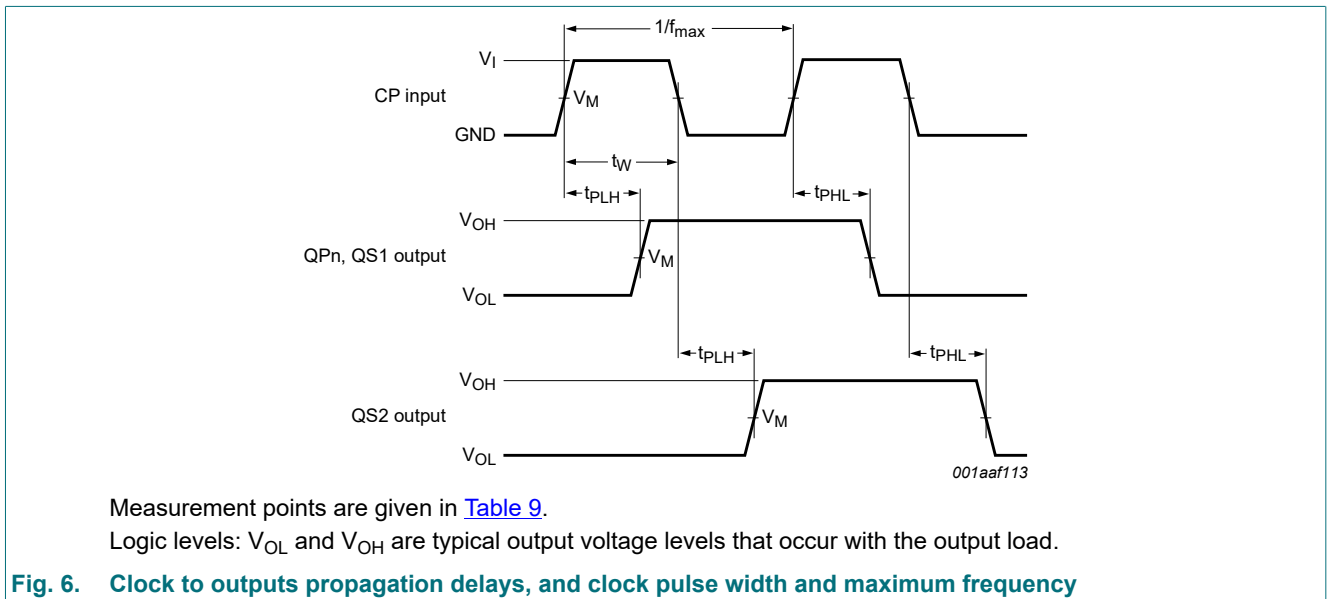 1/fmax
VI
CP input
VM
GND
tW
tPLH
tPHL
VOH
QPn, QS1 output
VM
VOL
tPLH
tPHL
VOH
QS2 output
VM
VOL
001aaf113
Measurement points are given in Table 9.
Logic levels: VOL and VOH are typical output voltage levels that occur with the output load.
Fig. 6. Clock to outputs propagation delays, and clock pulse width and maximum frequency